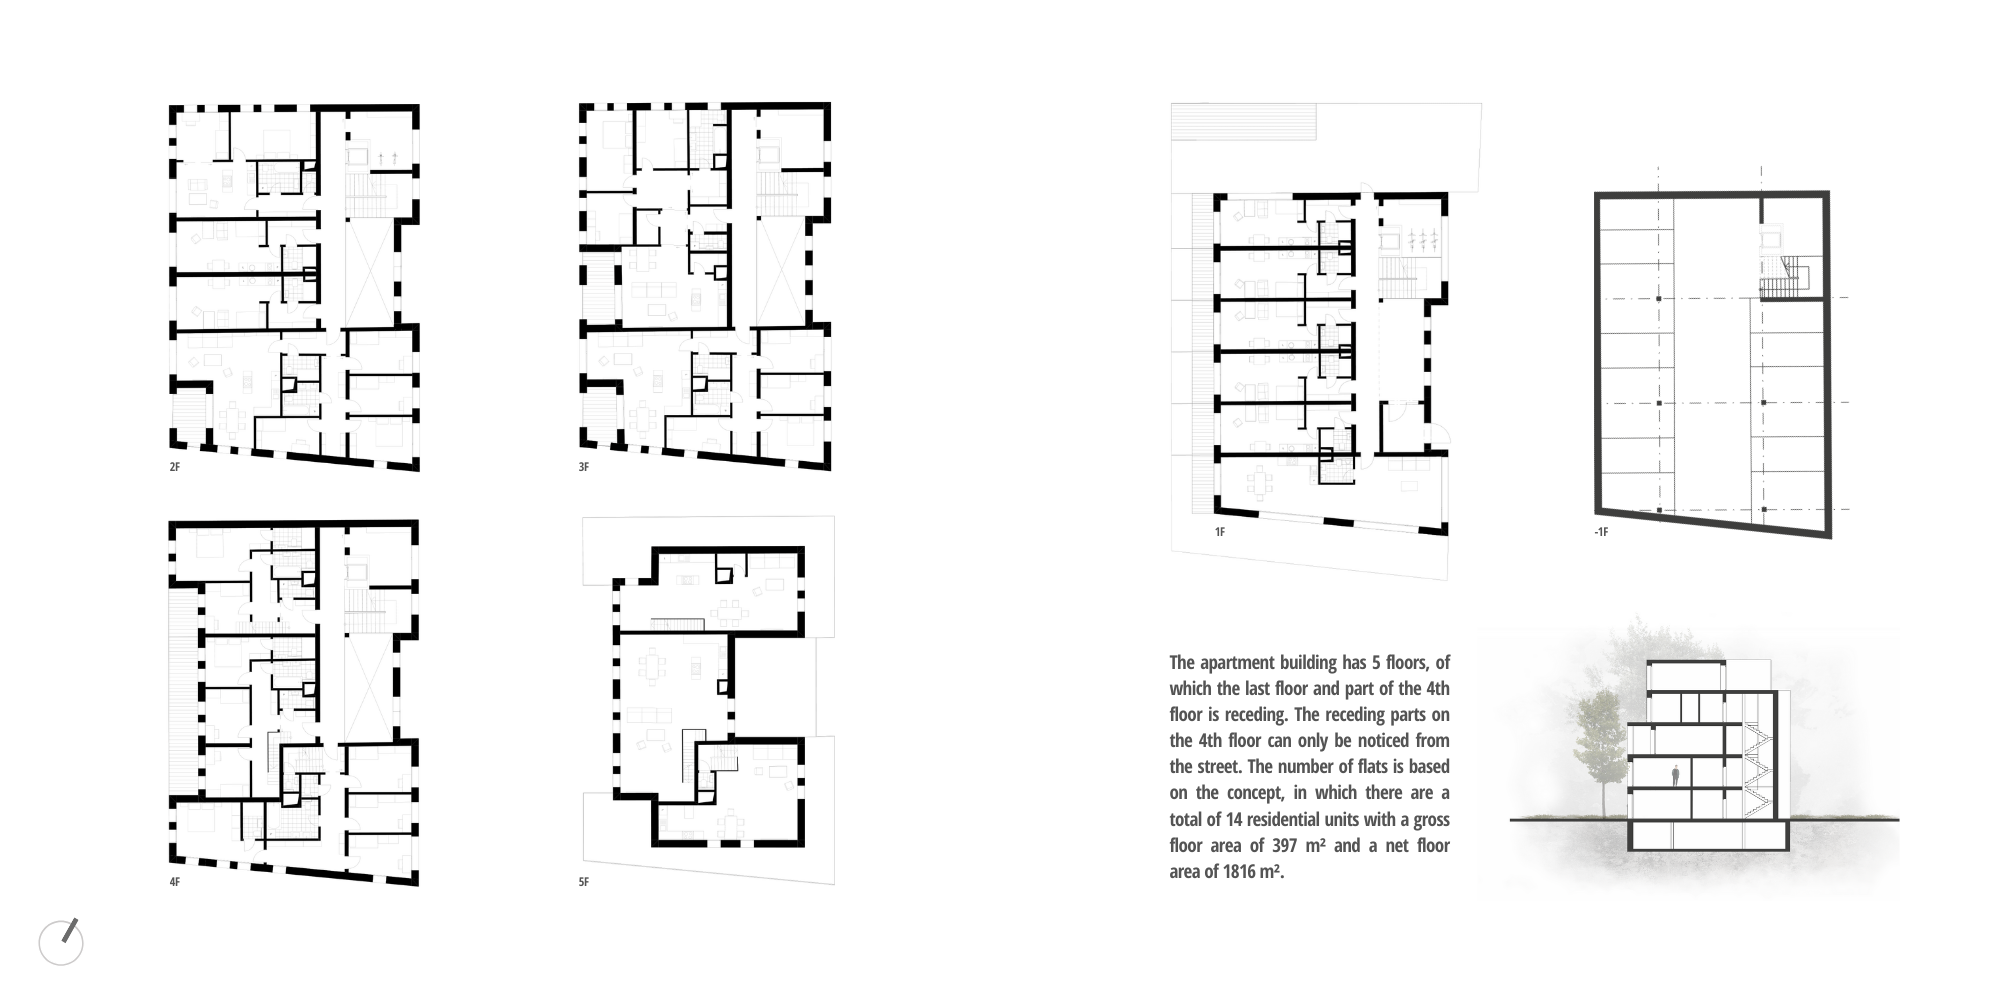 2F
3F
4F
5F
1F
-1F
The apartment building has 5 floors, of
which the last floor and part of the 4th
floor is receding. The receding parts on
the 4th floor can only be noticed from
the street. The number of flats is based
on the concept, in which there are a
total of 14 residential units with a gross
floor area of 397 m² and a net floor
area of 1816 m².